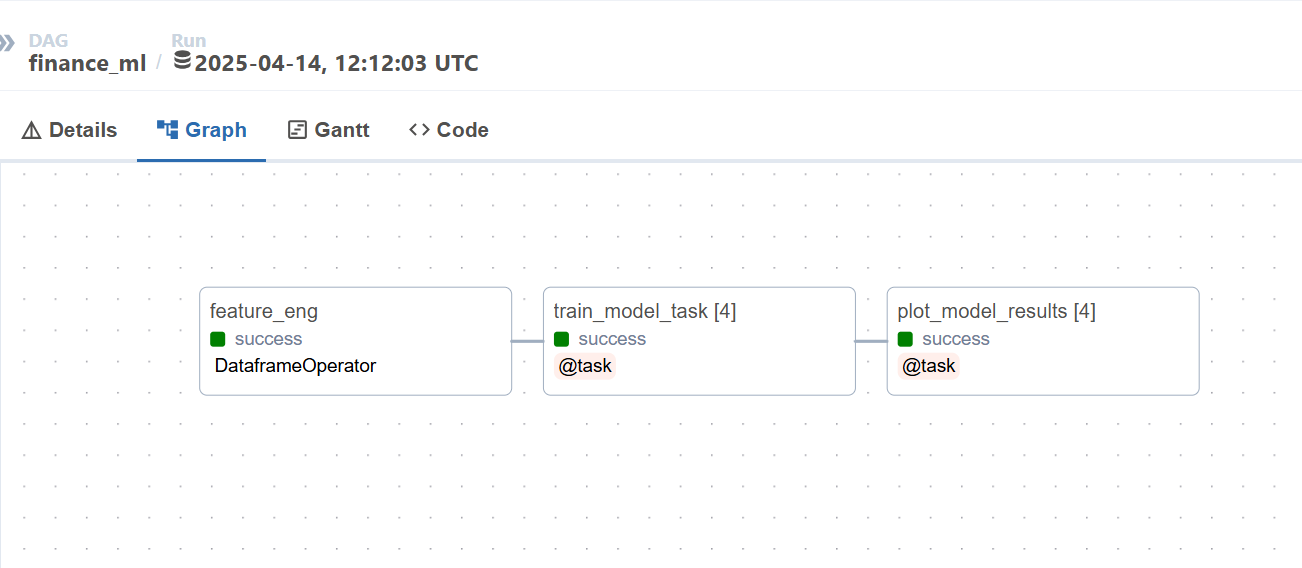 DAG
finance_ml
/
Run
2025-04-14, 12:12:03 UTC
Details
Graph
Gantt
Code
feature_eng
success
DataframeOperator
train_model_task [4]
success
@task
plot_model_results [4]
success
@task